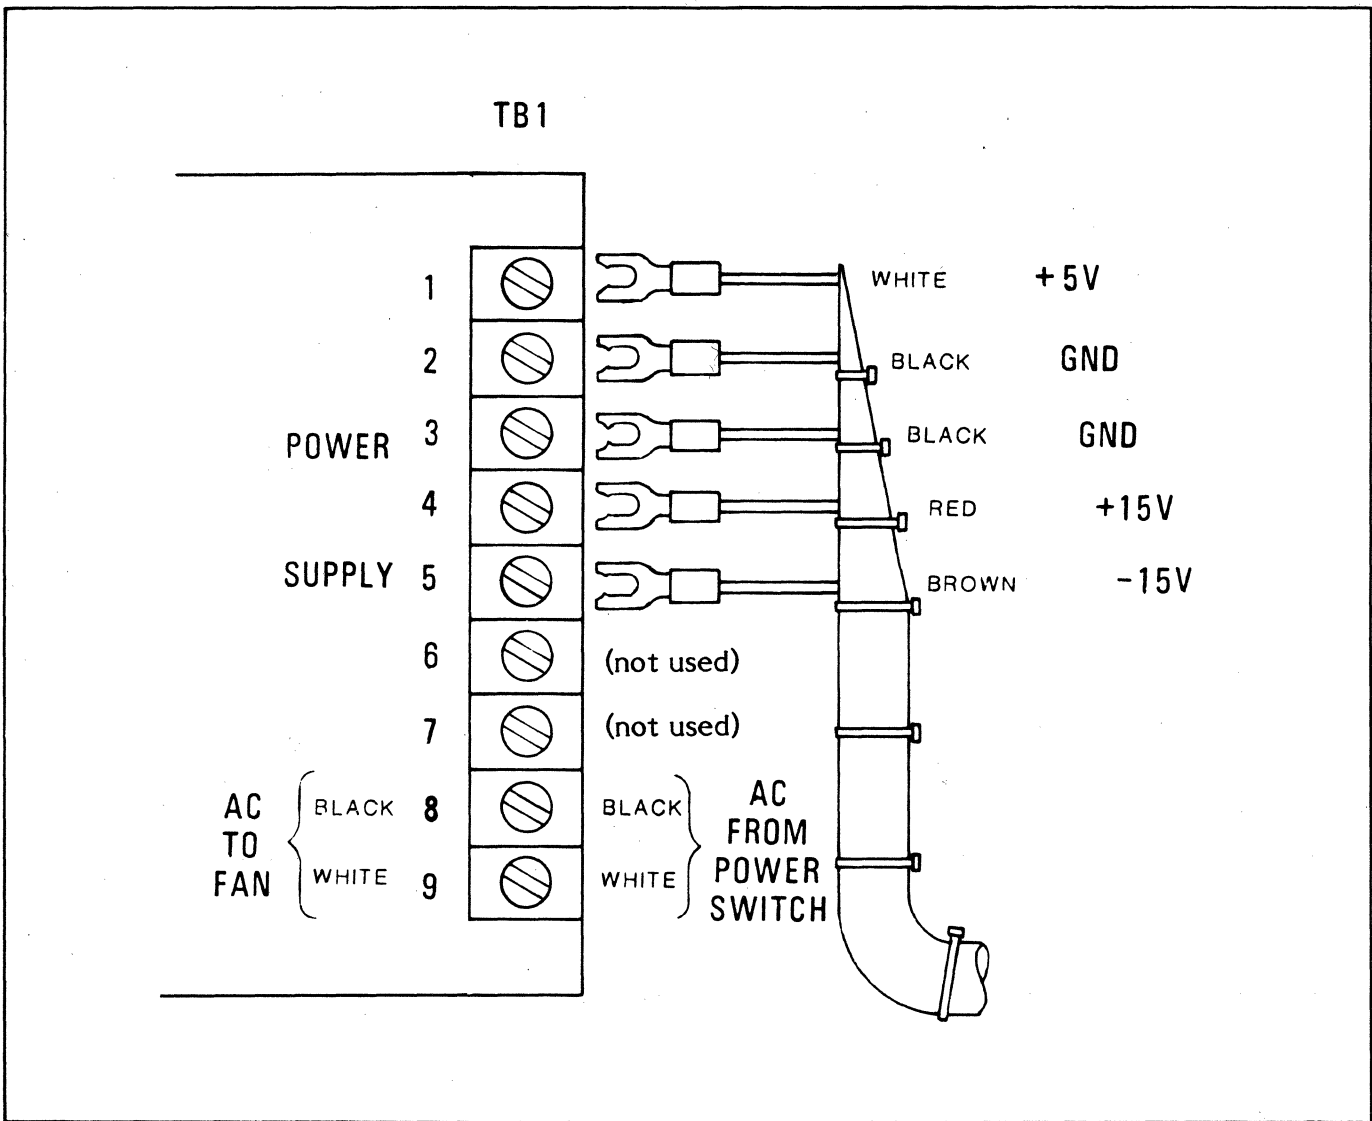 TB1
1 WHITE +5V
2 BLACK GND
POWER 3 BLACK GND
4 RED +15V
SUPPLY 5 BROWN -15V
6 (not used)
7 (not used)
AC TO FAN
BLACK 8 BLACK
WHITE 9 WHITE
AC FROM POWER SWITCH